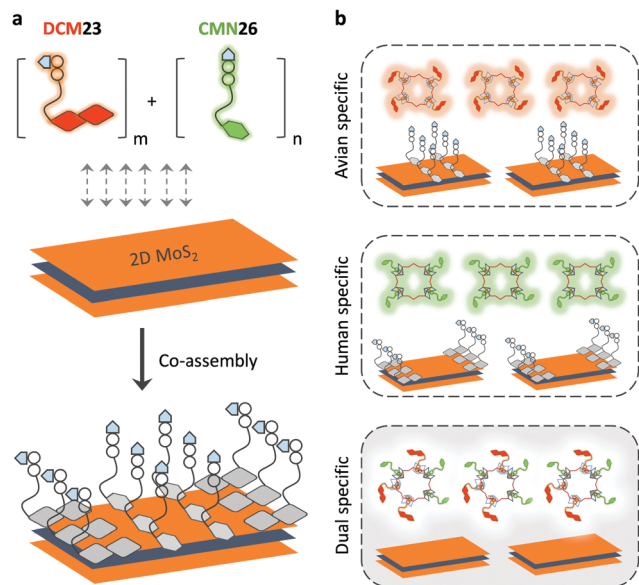 a
DCM23
CMN26
m
+
n
2D MoS₂
Co-assembly
b
Avian specific
Human specific
Dual specific